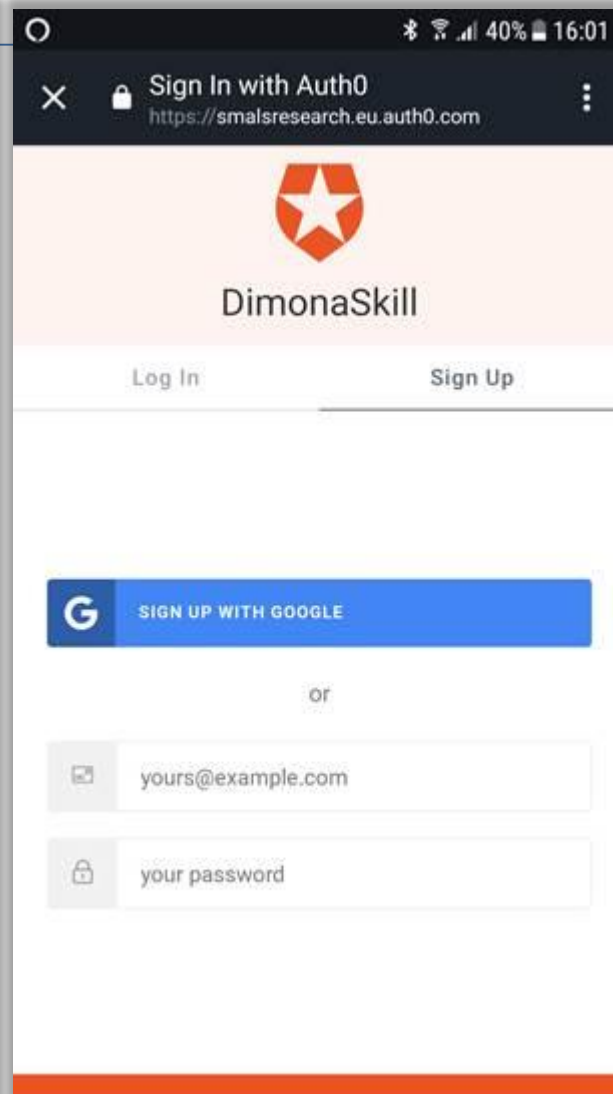 40% 16:01
Sign In with Auth0
https://smalsresearch.eu.auth0.com
DimonaSkill
Log In Sign Up
G SIGN UP WITH GOOGLE
or
yours@example.com
your password